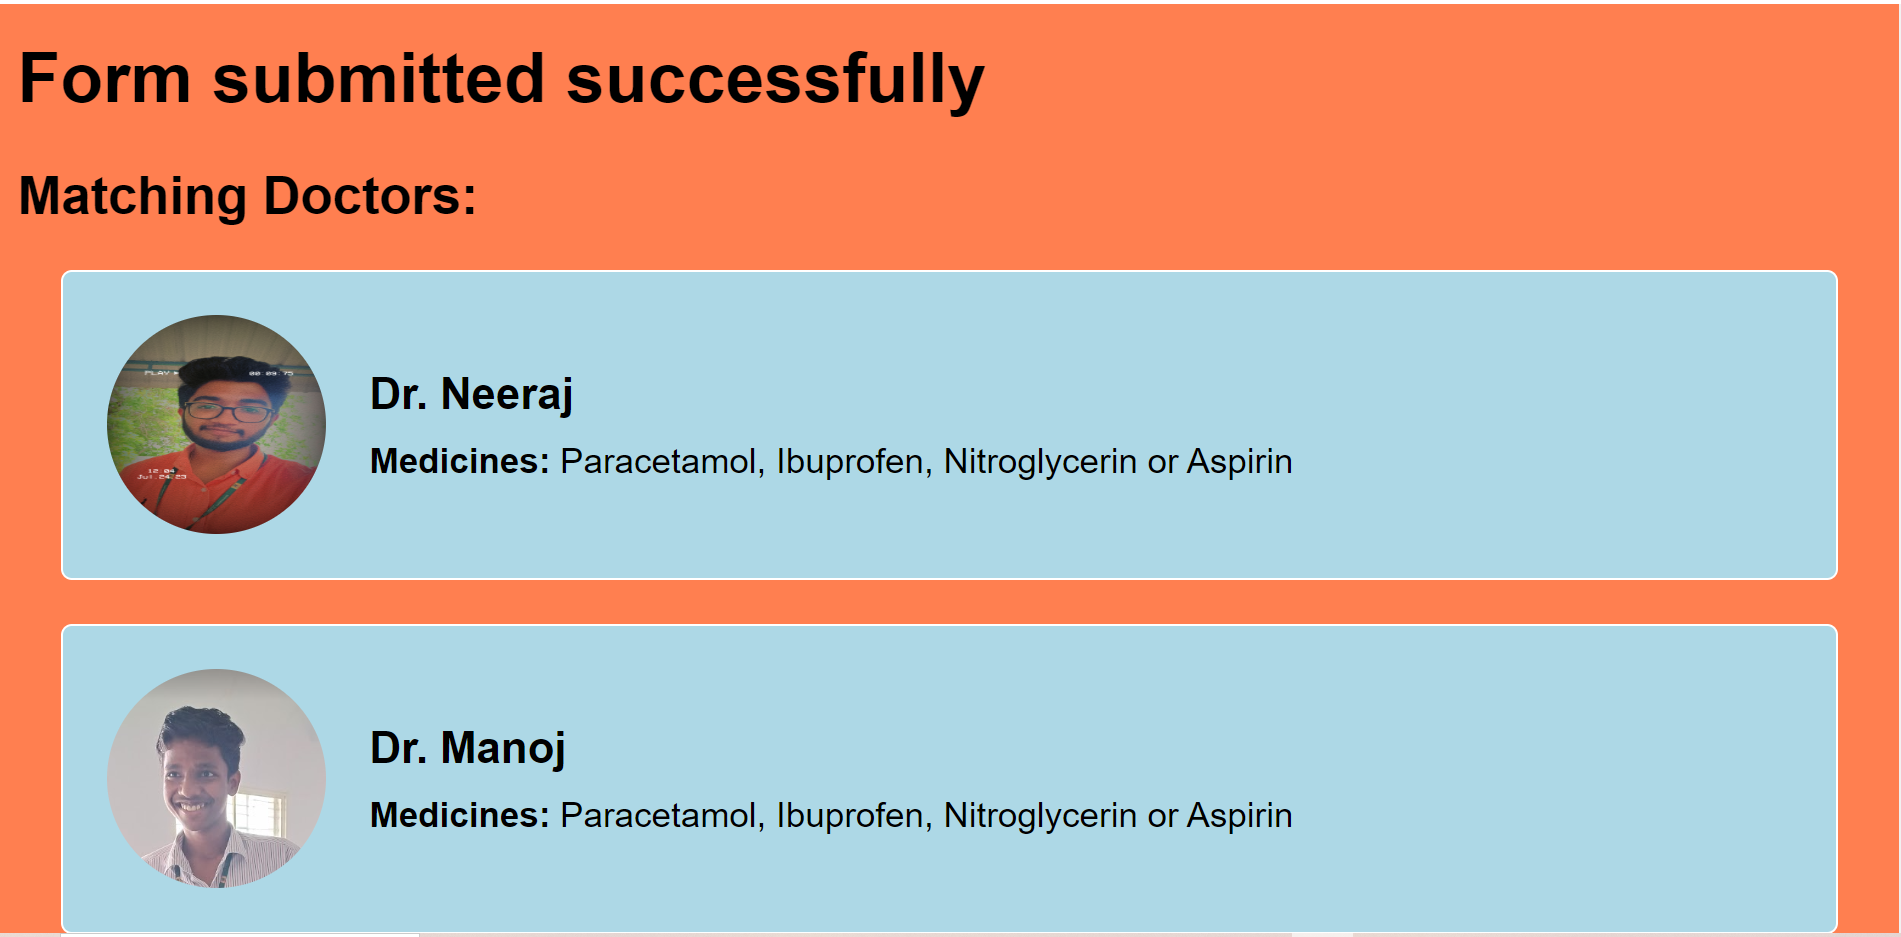 Form submitted successfully
Matching Doctors:
PLAY ▶ 00:09:75
12:04
Jul.24.23
Dr. Neeraj
Medicines: Paracetamol, Ibuprofen, Nitroglycerin or Aspirin
Dr. Manoj
Medicines: Paracetamol, Ibuprofen, Nitroglycerin or Aspirin